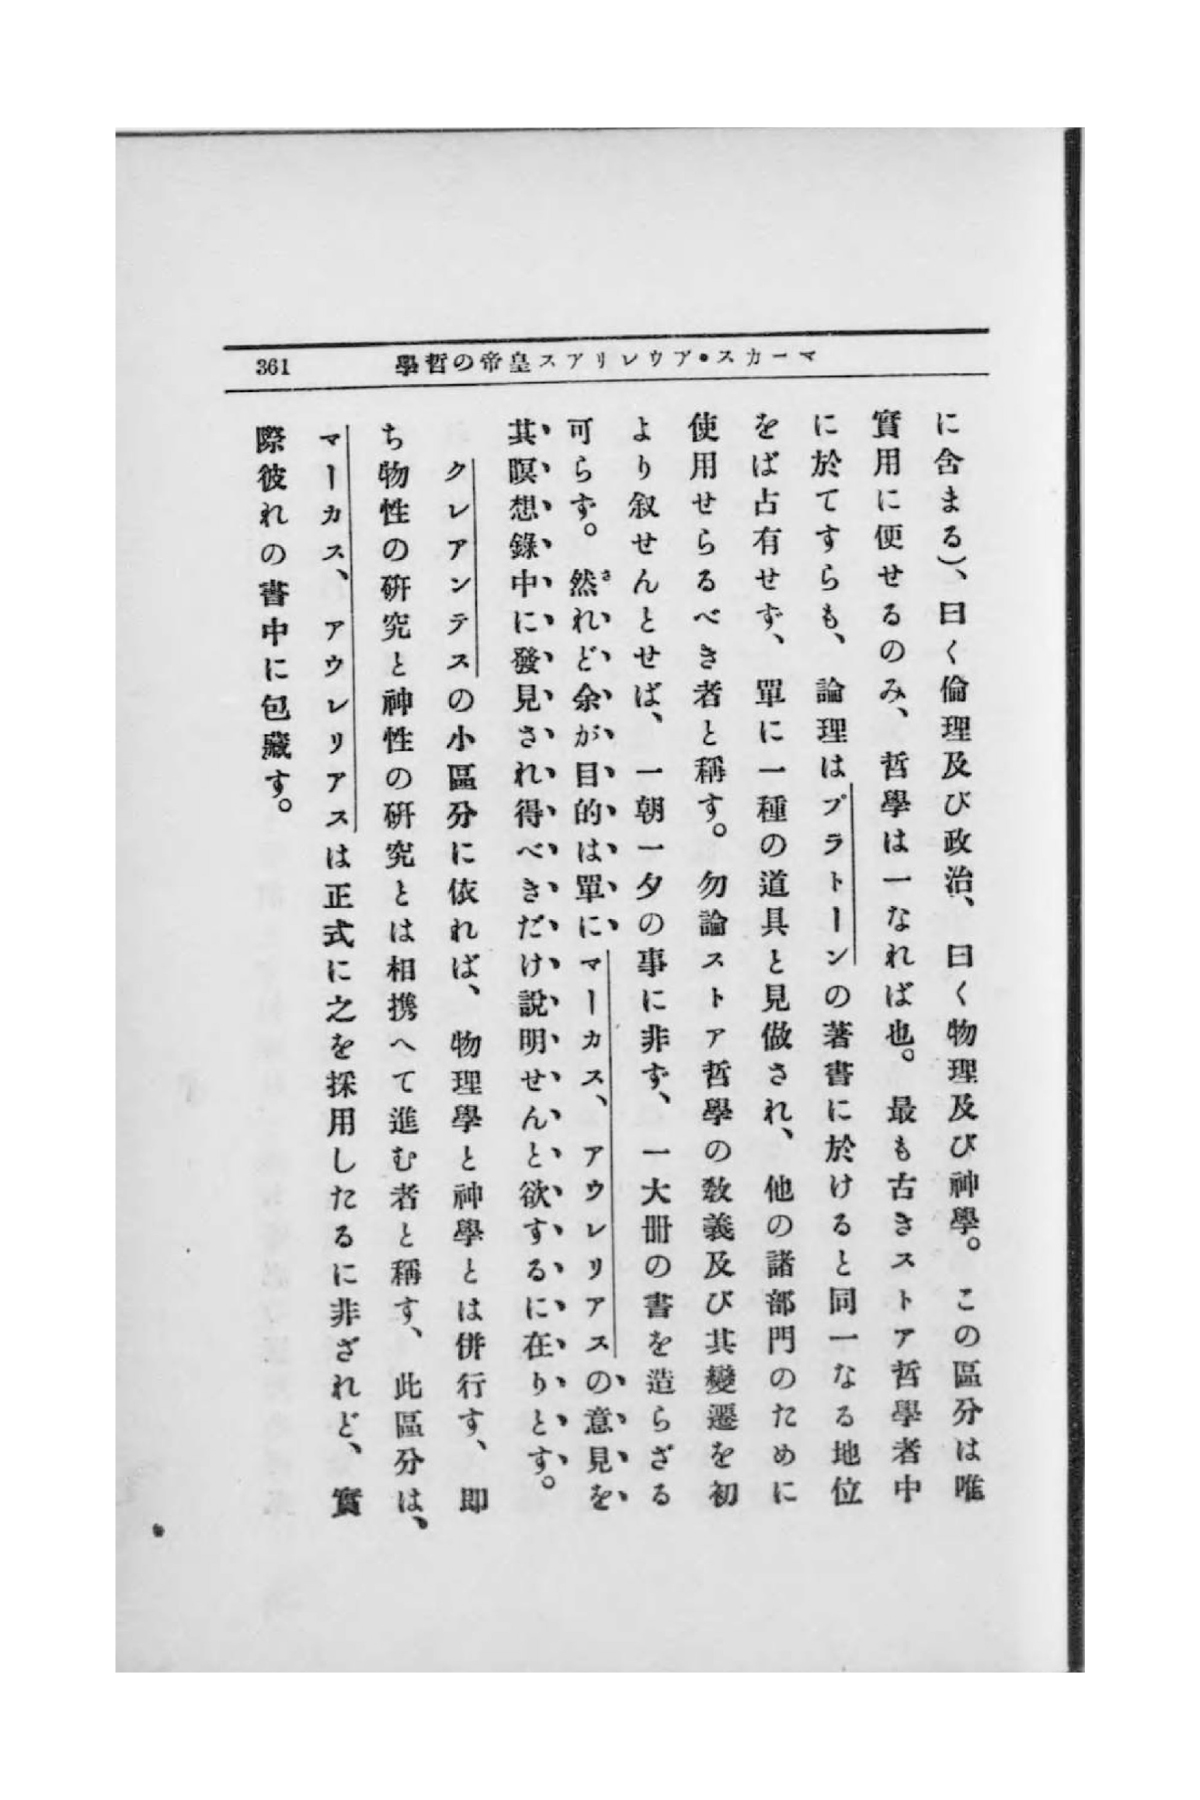 マーカス・アウレリアス皇帝の哲學
361
に含まる)、曰く倫理及び政治、曰く物理及び神學。この區分は唯
實用に便せるのみ、哲學は一なれば也。最も古きストア哲學者中
に於てすらも、論理はプラトーンの著書に於けると同一なる地位
をば占有せず、單に一種の道具と見做され、他の諸部門のために
使用せらるべき者と稱す。勿論ストア哲學の敎義及び其變遷を初
より叙せんとせば、一朝一夕の事に非ず、一大冊の書を造らざる
可らず。然れど余が目的は單にマーカス、アウレリアスの意見を
其瞑想錄中に發見され得べきだけ說明せんと欲するに在りとす。
クレアンテスの小區分に依れば、物理學と神學とは併行す、即
ち物性の研究と神性の研究とは相携へて進む者と稱す、此區分は、
マーカス、アウレリアスは正式に之を採用したるに非ざれど、實
際彼れの書中に包藏す。